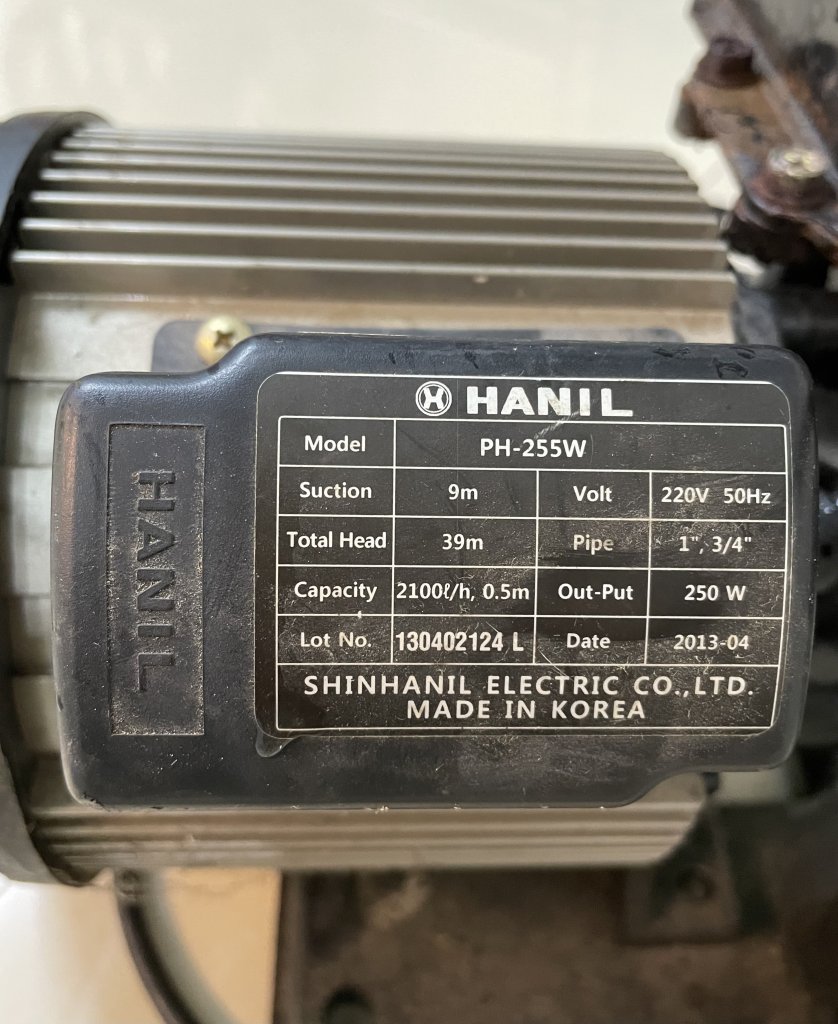 HANIL
HANIL
Model PH-255W
Suction 9m Volt 220V 50Hz
Total Head 39m Pipe 1", 3/4"
Capacity 2100ℓ/h, 0.5m Out-Put 250 W
Lot No. 130402124 L Date 2013-04
SHINHANIL ELECTRIC CO.,LTD.
MADE IN KOREA